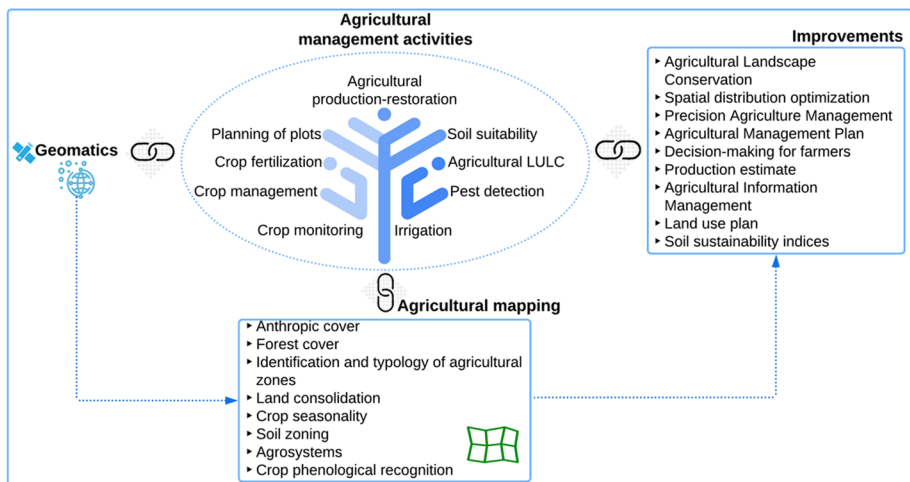 Agricultural
management activities
Agricultural
production-restoration
Planning of plots
Soil suitability
Crop fertilization
Agricultural LULC
Crop management
Pest detection
Crop monitoring
Irrigation
Geomatics
Improvements
‣ Agricultural Landscape
Conservation
‣ Spatial distribution optimization
‣ Precision Agriculture Management
‣ Agricultural Management Plan
‣ Decision-making for farmers
‣ Production estimate
‣ Agricultural Information
Management
‣ Land use plan
‣ Soil sustainability indices
Agricultural mapping
‣ Anthropic cover
‣ Forest cover
‣ Identification and typology of agricultural
zones
‣ Land consolidation
‣ Crop seasonality
‣ Soil zoning
‣ Agrosystems
‣ Crop phenological recognition